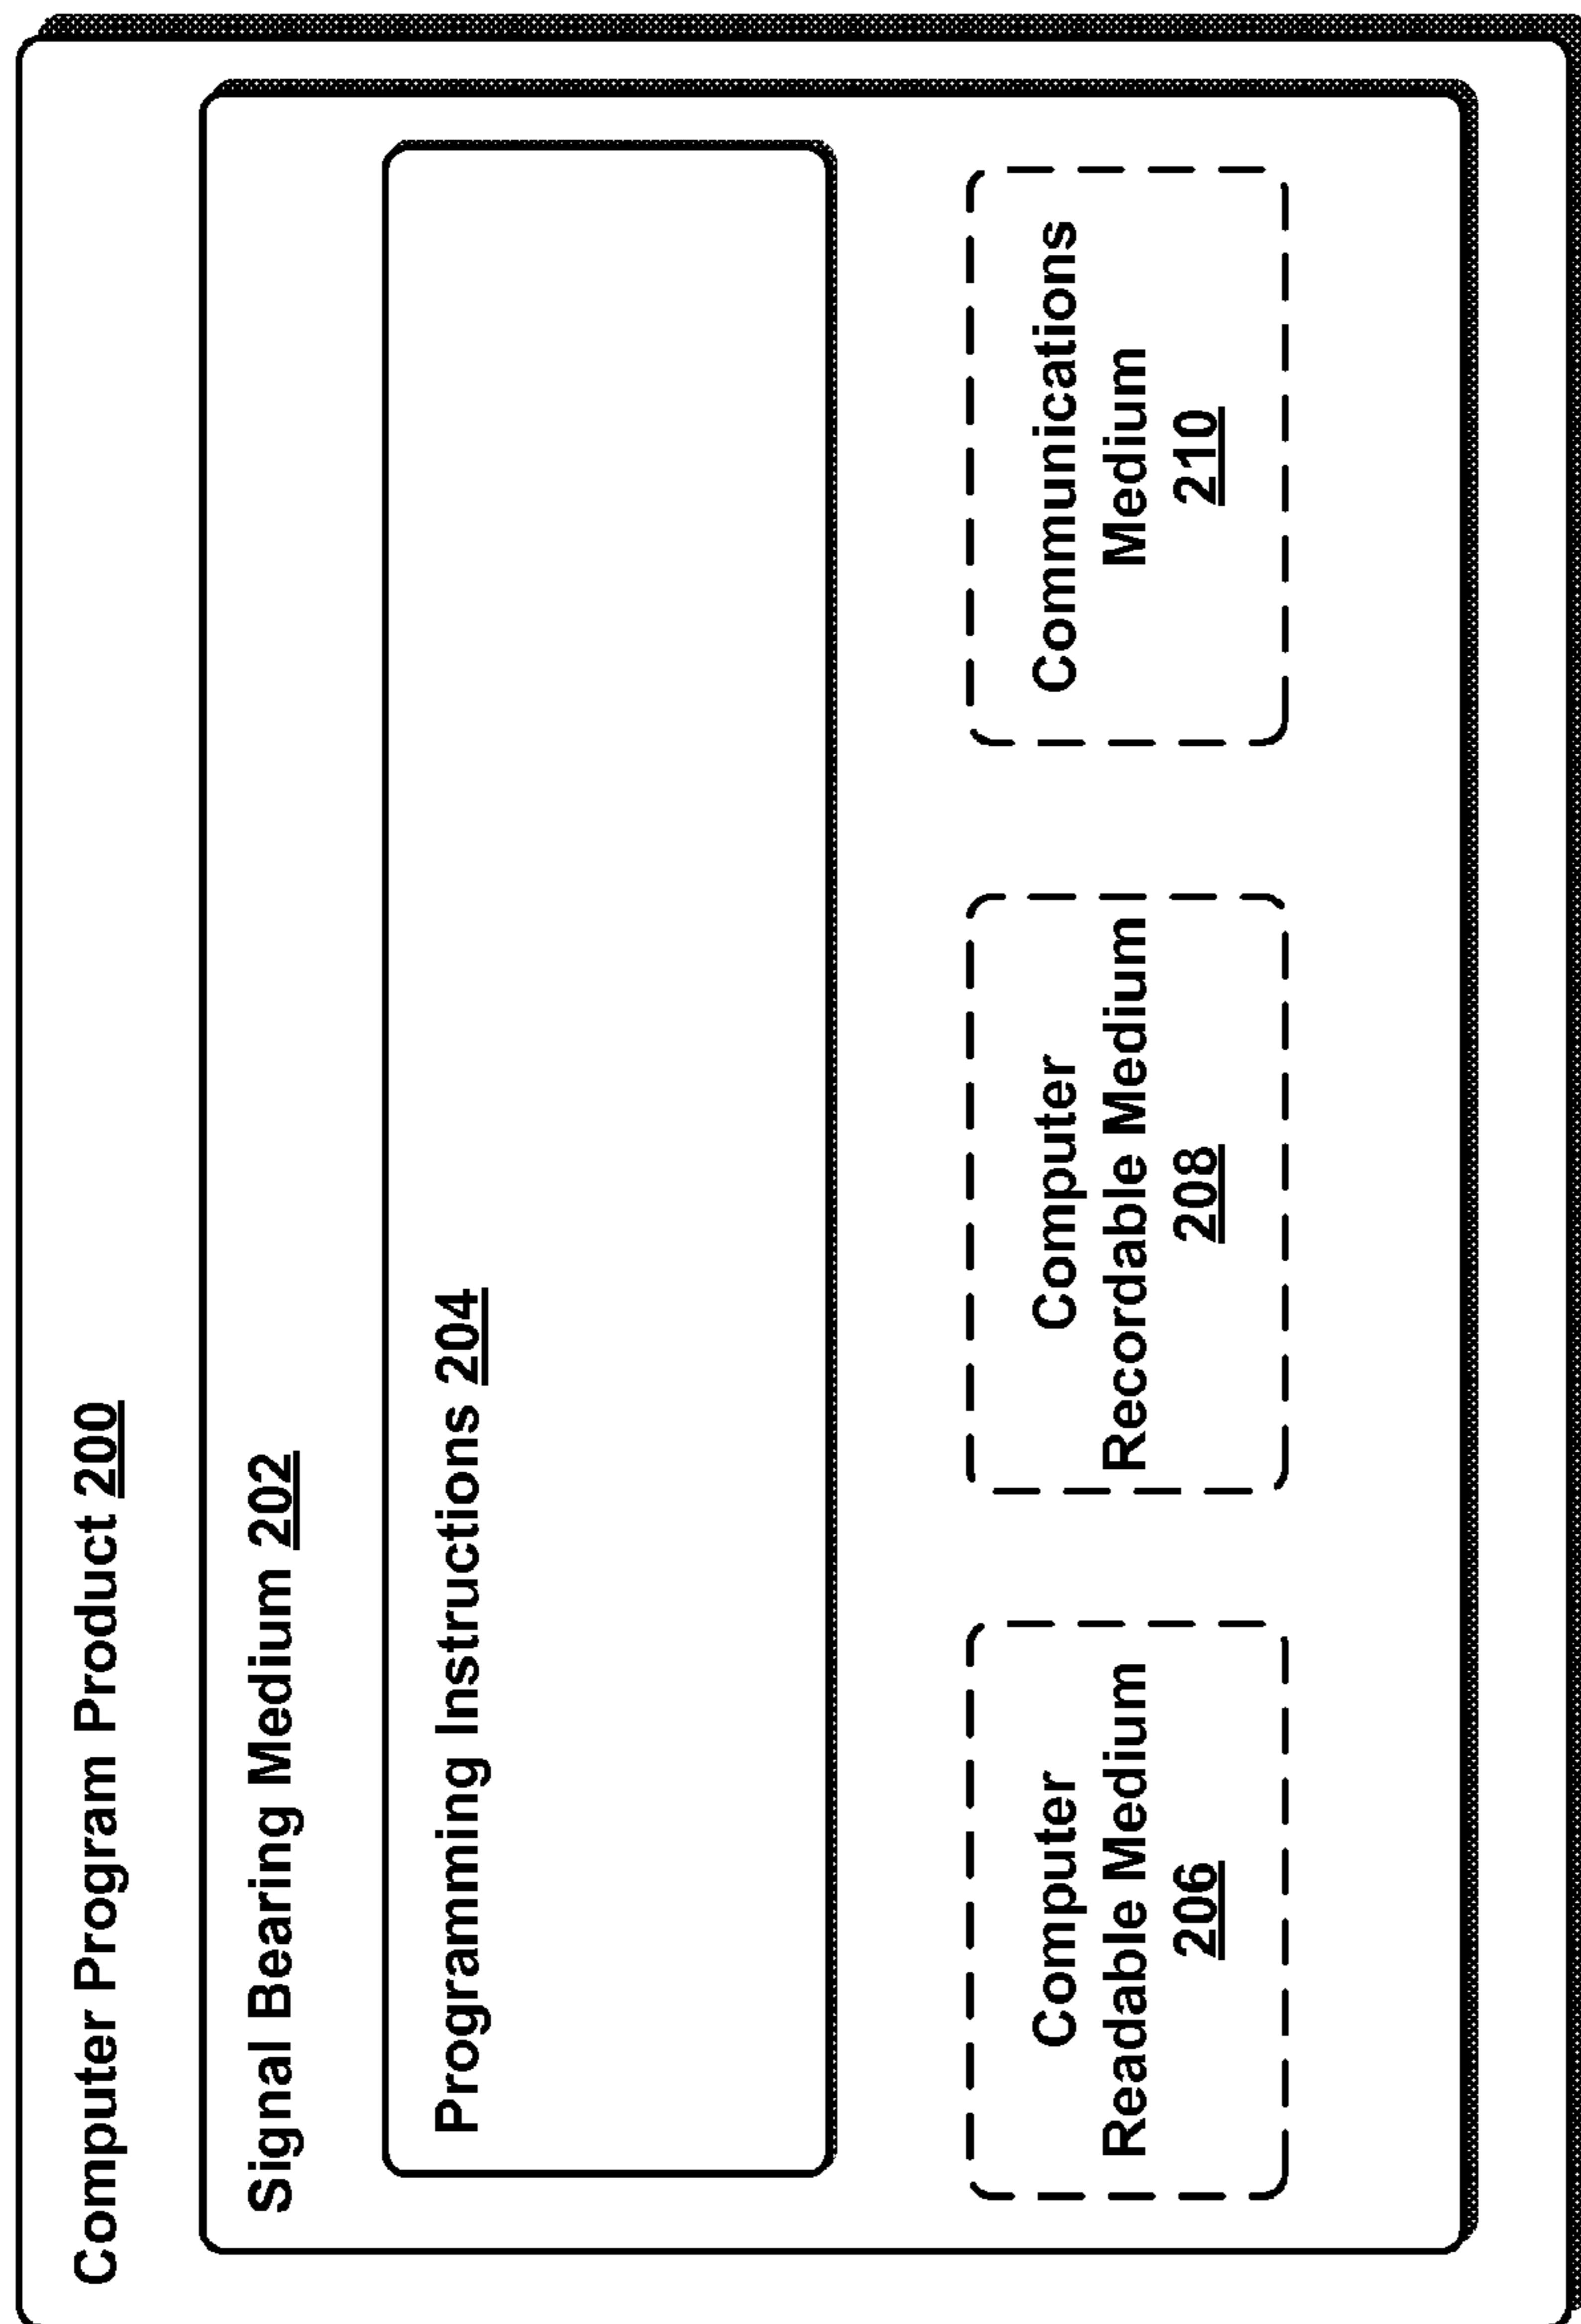 Computer Program Product 200
Signal Bearing Medium 202
Programming Instructions 204
Computer
Readable Medium
206
Computer
Recordable Medium
208
Communications
Medium
210